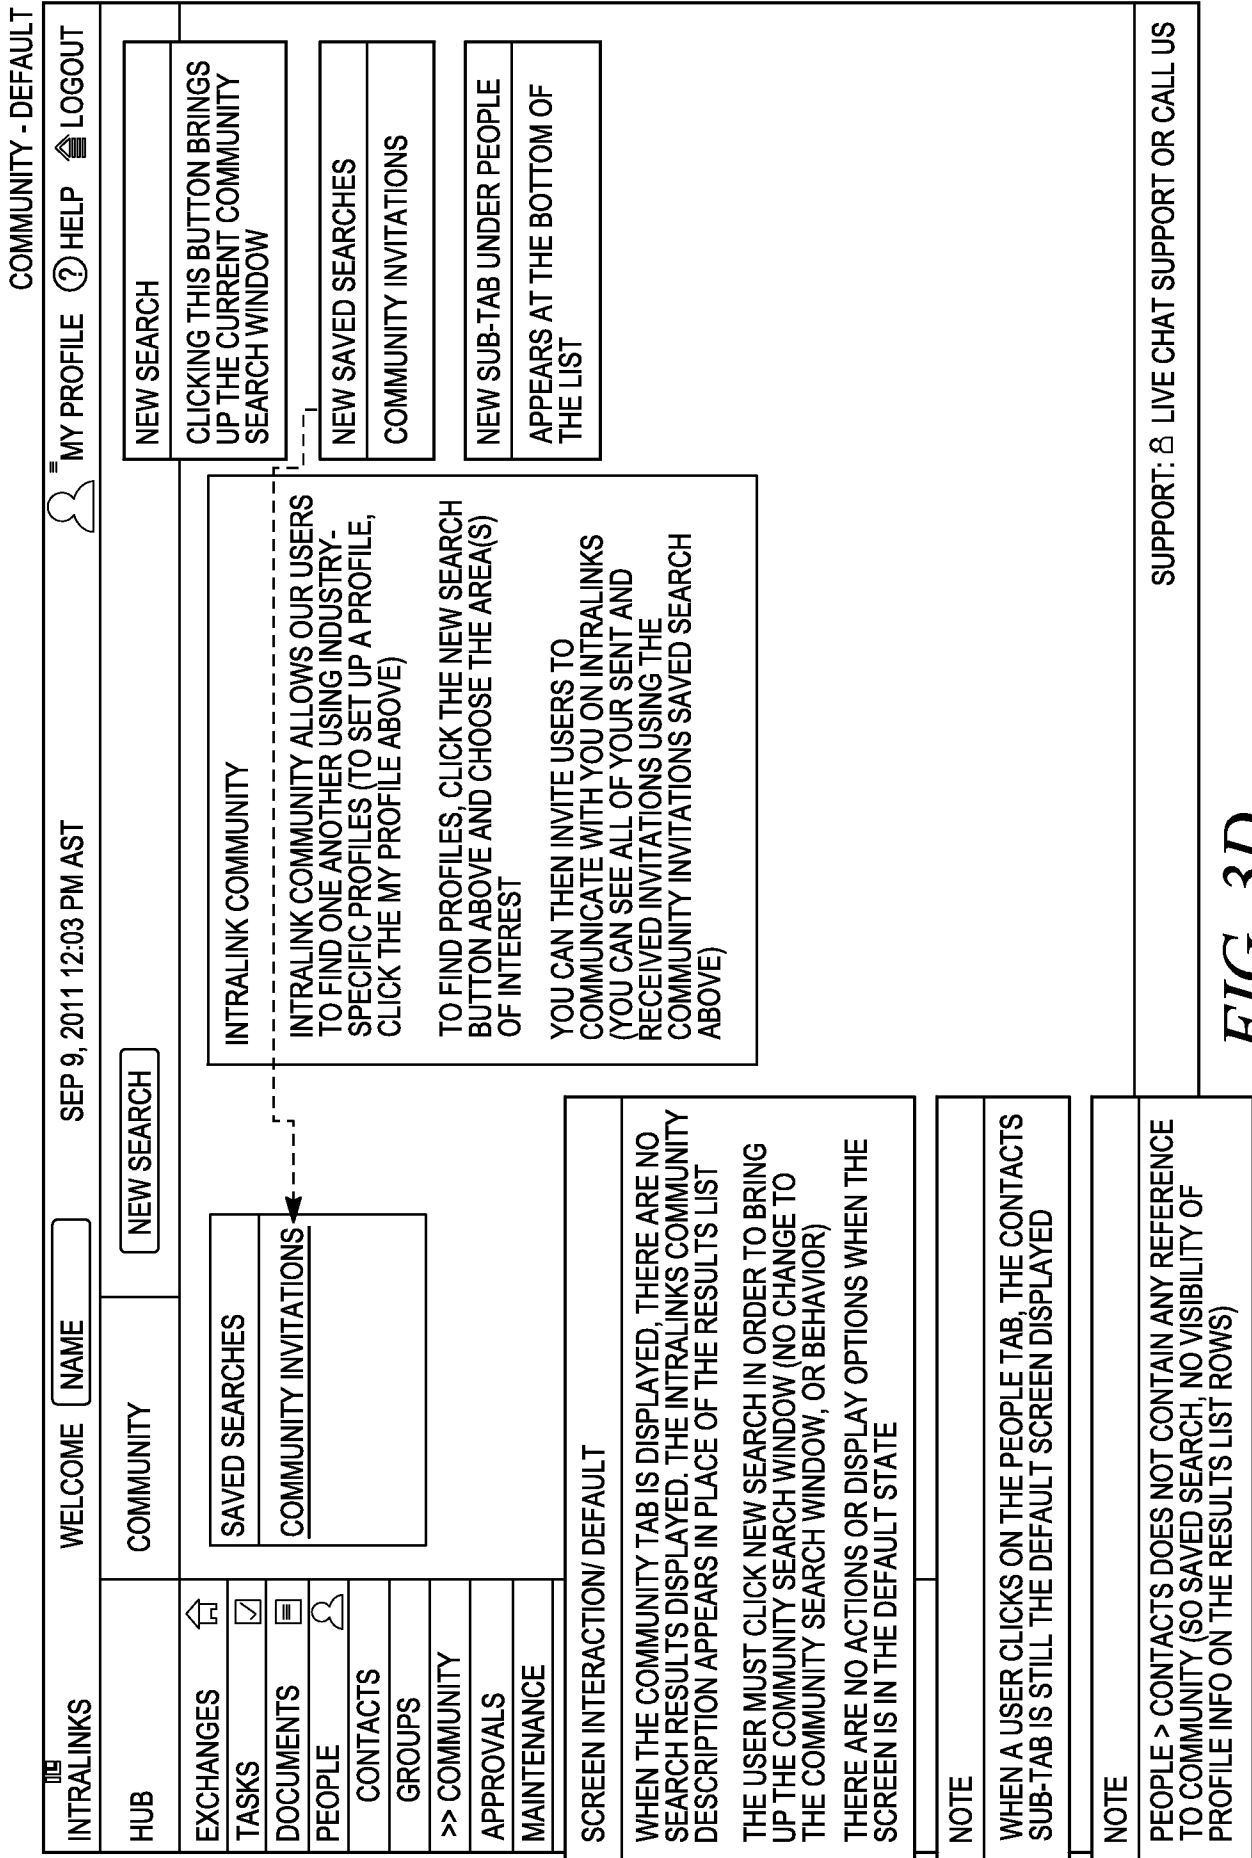 COMMUNITY - DEFAULT
INTRALINKS
WELCOME NAME
SEP 9, 2011 12:03 PM AST
MY PROFILE ? HELP LOGOUT
HUB
COMMUNITY
NEW SEARCH
EXCHANGES
TASKS
DOCUMENTS
PEOPLE
CONTACTS
GROUPS
>> COMMUNITY
APPROVALS
MAINTENANCE
SAVED SEARCHES
COMMUNITY INVITATIONS
INTRALINK COMMUNITY
INTRALINK COMMUNITY ALLOWS OUR USERS
TO FIND ONE ANOTHER USING INDUSTRY-
SPECIFIC PROFILES (TO SET UP A PROFILE,
CLICK THE MY PROFILE ABOVE)
TO FIND PROFILES, CLICK THE NEW SEARCH
BUTTON ABOVE AND CHOOSE THE AREA(S)
OF INTEREST
YOU CAN THEN INVITE USERS TO
COMMUNICATE WITH YOU ON INTRALINKS
(YOU CAN SEE ALL OF YOUR SENT AND
RECEIVED INVITATIONS USING THE
COMMUNITY INVITATIONS SAVED SEARCH
ABOVE)
NEW SEARCH
CLICKING THIS BUTTON BRINGS
UP THE CURRENT COMMUNITY
SEARCH WINDOW
NEW SAVED SEARCHES
COMMUNITY INVITATIONS
NEW SUB-TAB UNDER PEOPLE
APPEARS AT THE BOTTOM OF
THE LIST
SCREEN INTERACTION/ DEFAULT
WHEN THE COMMUNITY TAB IS DISPLAYED, THERE ARE NO
SEARCH RESULTS DISPLAYED. THE INTRALINKS COMMUNITY
DESCRIPTION APPEARS IN PLACE OF THE RESULTS LIST
THE USER MUST CLICK NEW SEARCH IN ORDER TO BRING
UP THE COMMUNITY SEARCH WINDOW (NO CHANGE TO
THE COMMUNITY SEARCH WINDOW, OR BEHAVIOR)
THERE ARE NO ACTIONS OR DISPLAY OPTIONS WHEN THE
SCREEN IS IN THE DEFAULT STATE
NOTE
WHEN A USER CLICKS ON THE PEOPLE TAB, THE CONTACTS
SUB-TAB IS STILL THE DEFAULT SCREEN DISPLAYED
NOTE
PEOPLE > CONTACTS DOES NOT CONTAIN ANY REFERENCE
TO COMMUNITY (SO SAVED SEARCH, NO VISIBILITY OF
PROFILE INFO ON THE RESULTS LIST ROWS)
SUPPORT: LIVE CHAT SUPPORT OR CALL US
FIG. 3D